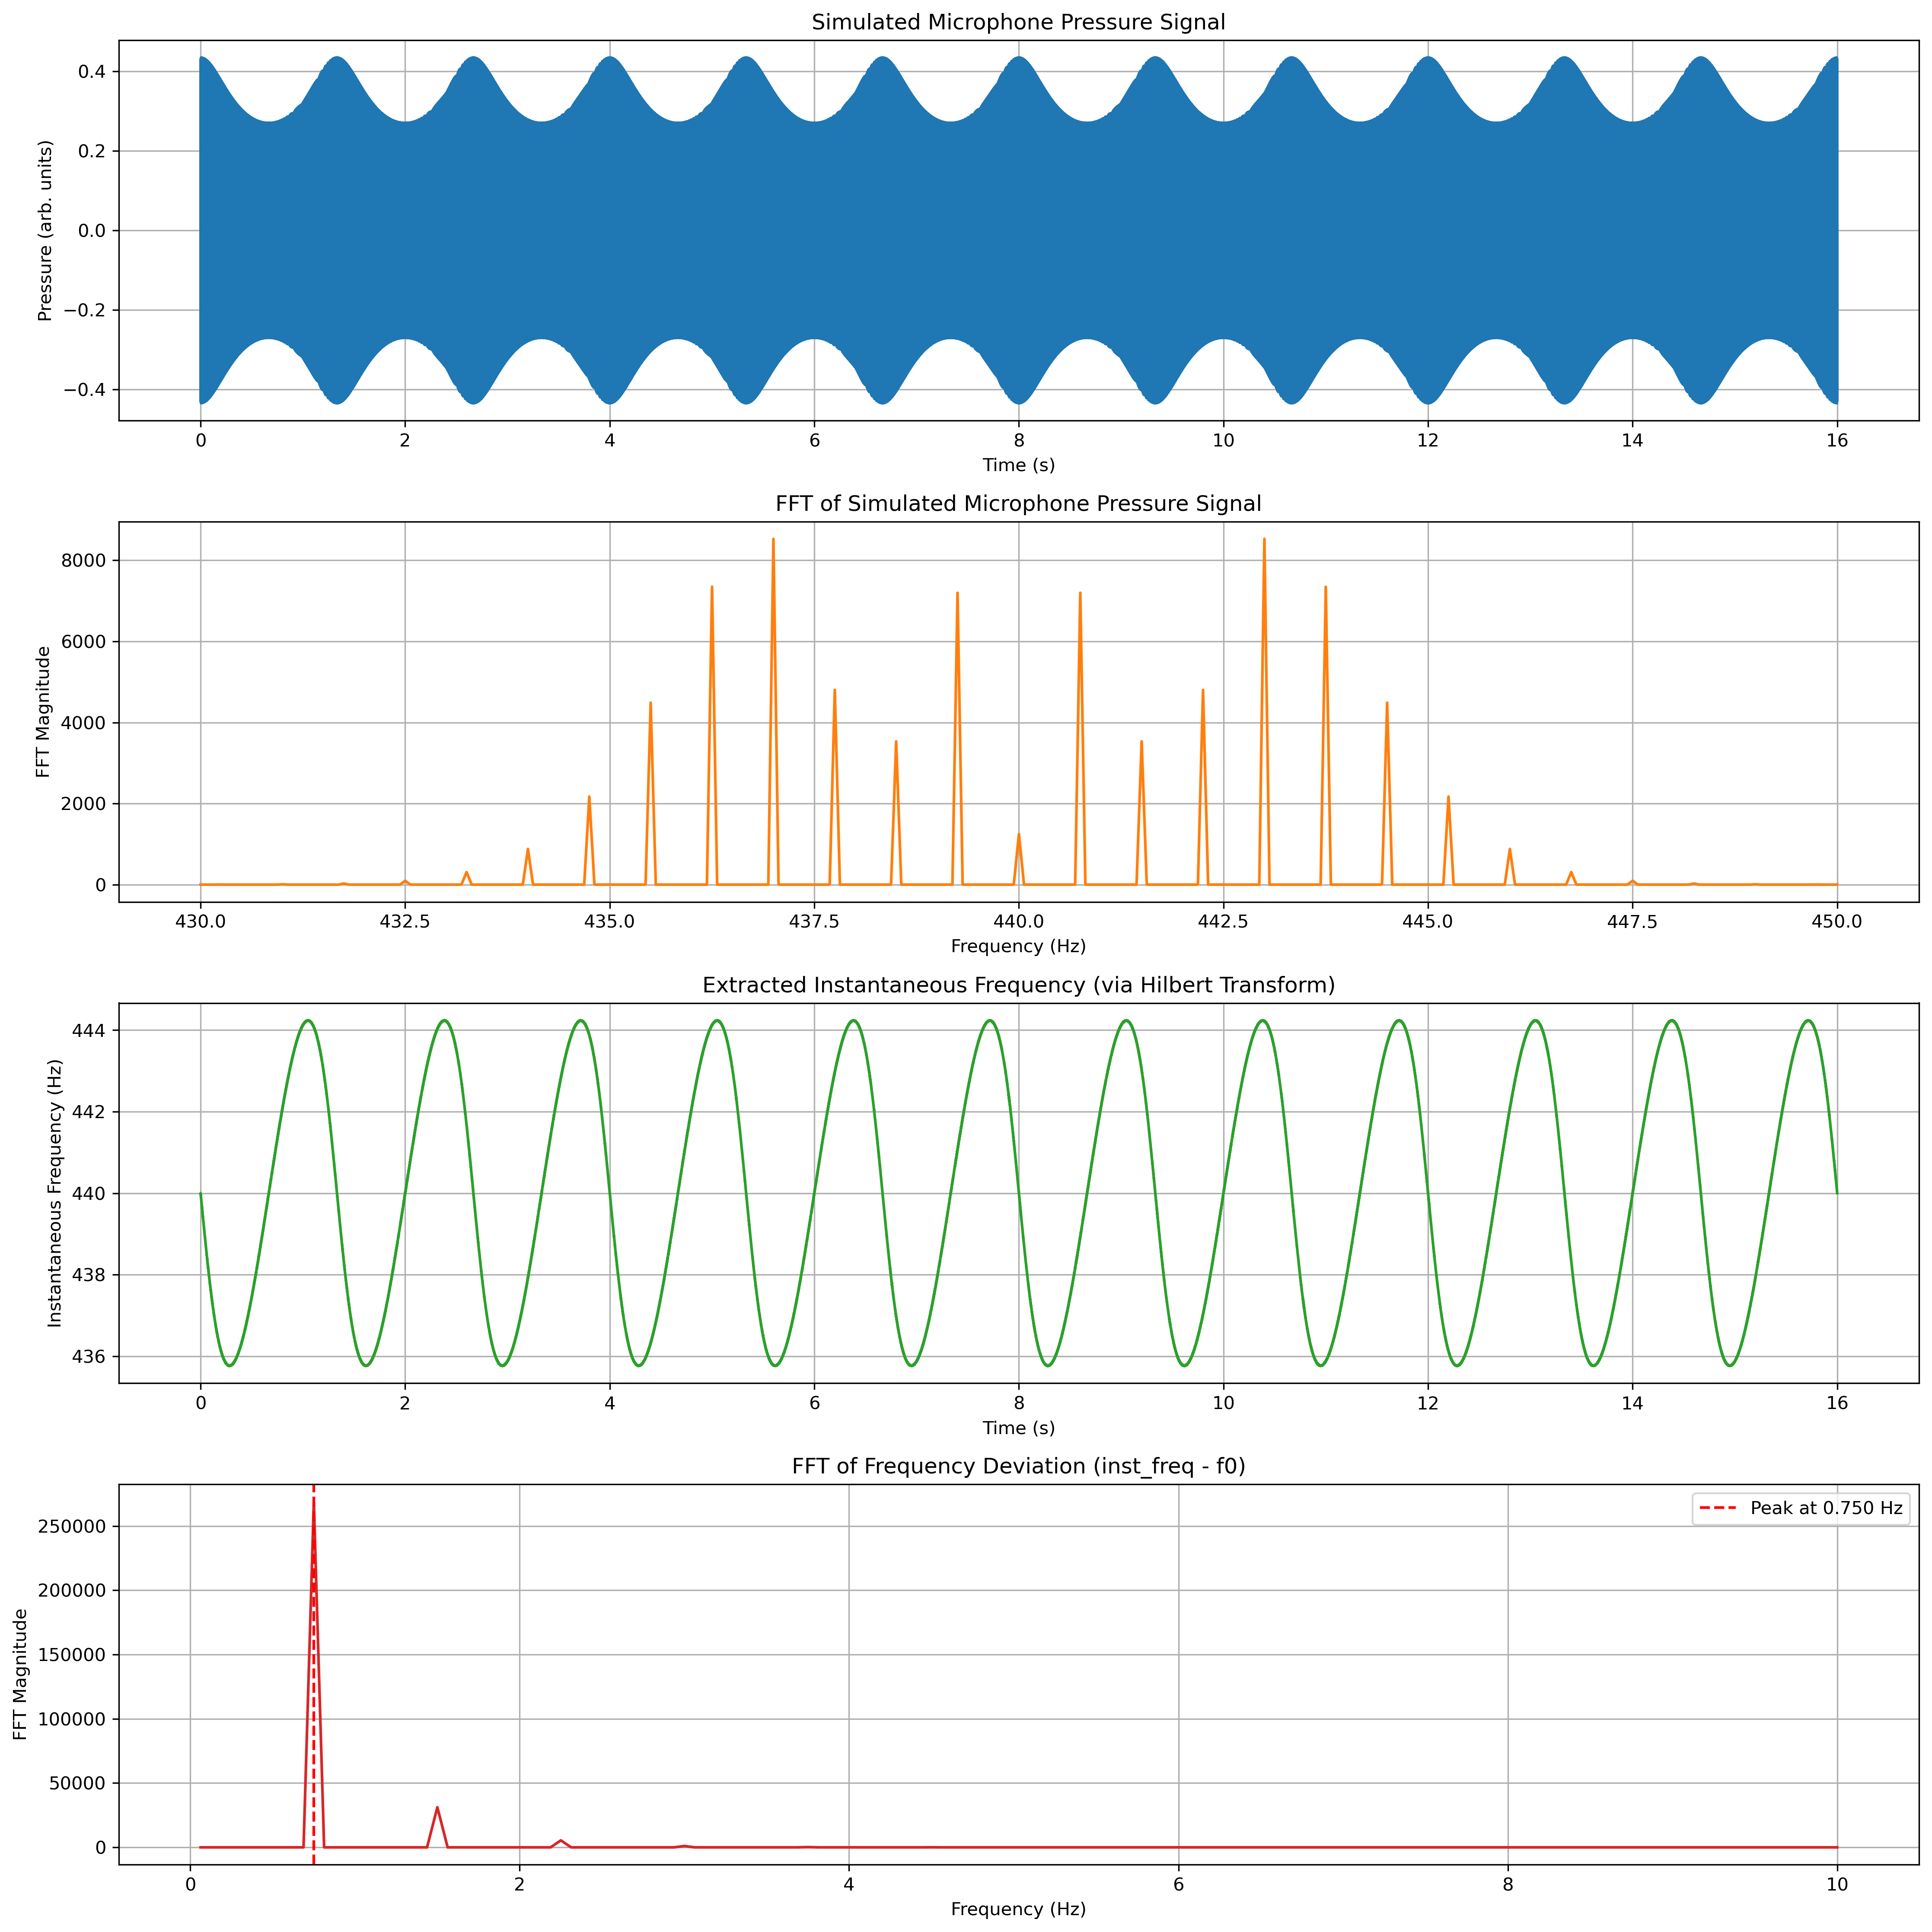 Simulated Microphone Pressure Signal
Pressure (arb. units)
0.4
0.2
0.0
−0.2
−0.4
0 2 4 6 8 10 12 14 16
Time (s)
FFT of Simulated Microphone Pressure Signal
FFT Magnitude
8000
6000
4000
2000
0
430.0 432.5 435.0 437.5 440.0 442.5 445.0 447.5 450.0
Frequency (Hz)
Extracted Instantaneous Frequency (via Hilbert Transform)
Instantaneous Frequency (Hz)
444
442
440
438
436
0 2 4 6 8 10 12 14 16
Time (s)
FFT of Frequency Deviation (inst_freq - f0)
Peak at 0.750 Hz
FFT Magnitude
250000
200000
150000
100000
50000
0
0 2 4 6 8 10
Frequency (Hz)